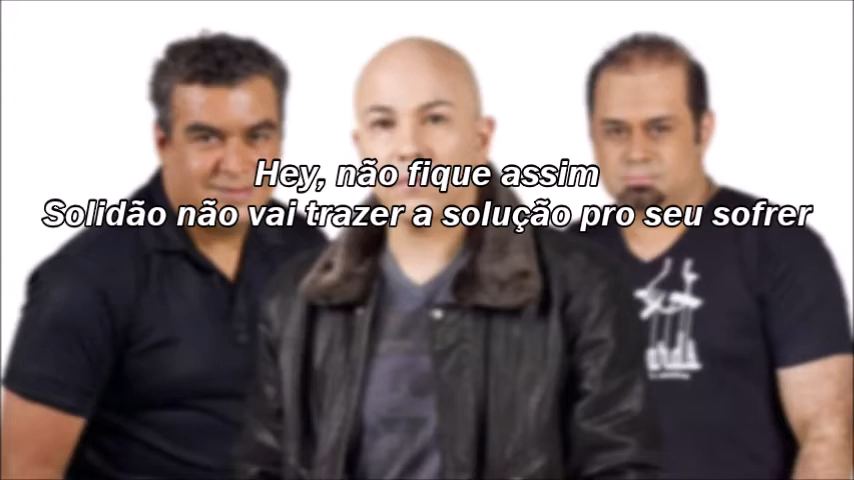 Hey, não fique assim
Solidão não vai trazer a solução pro seu sofrer